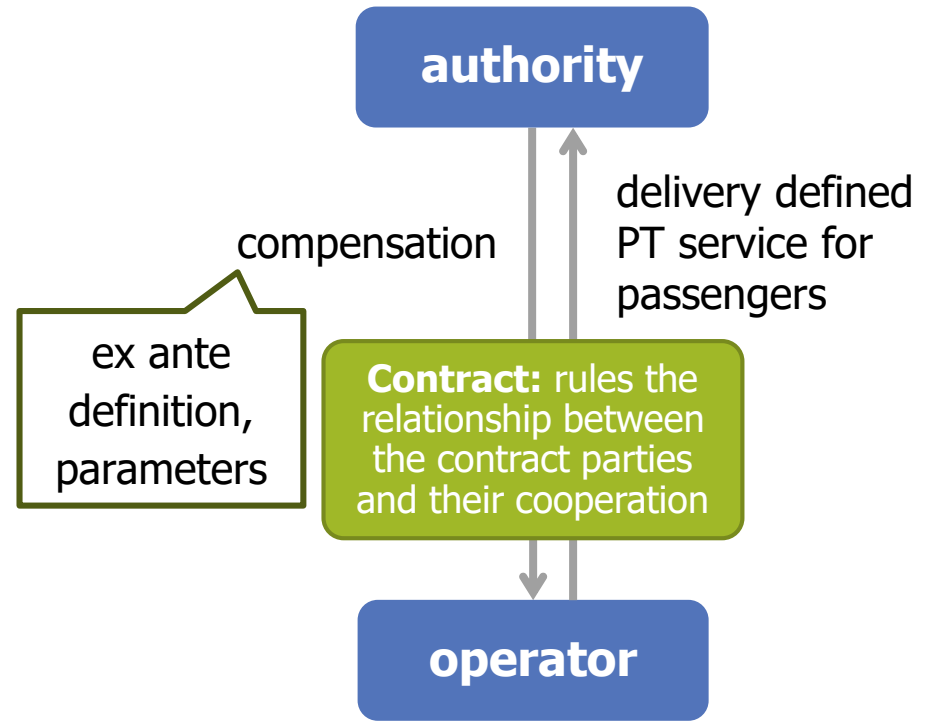 authority
compensation
delivery defined
PT service for
passengers
ex ante
definition,
parameters
Contract: rules the
relationship between
the contract parties
and their cooperation
operator